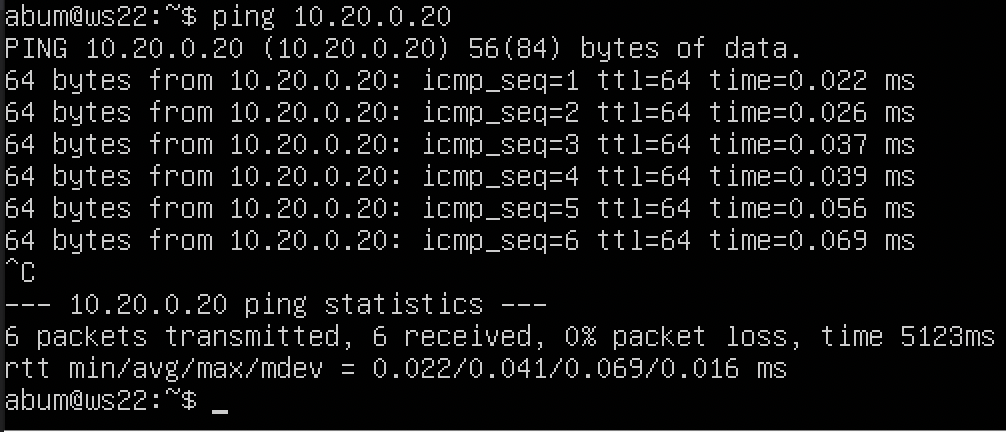 abum@ws22:~$ ping 10.20.0.20
PING 10.20.0.20 (10.20.0.20) 56(84) bytes of data.
64 bytes from 10.20.0.20: icmp_seq=1 ttl=64 time=0.022 ms
64 bytes from 10.20.0.20: icmp_seq=2 ttl=64 time=0.026 ms
64 bytes from 10.20.0.20: icmp_seq=3 ttl=64 time=0.037 ms
64 bytes from 10.20.0.20: icmp_seq=4 ttl=64 time=0.039 ms
64 bytes from 10.20.0.20: icmp_seq=5 ttl=64 time=0.056 ms
64 bytes from 10.20.0.20: icmp_seq=6 ttl=64 time=0.069 ms
^C
--- 10.20.0.20 ping statistics ---
6 packets transmitted, 6 received, 0% packet loss, time 5123ms
rtt min/avg/max/mdev = 0.022/0.041/0.069/0.016 ms
abum@ws22:~$ _